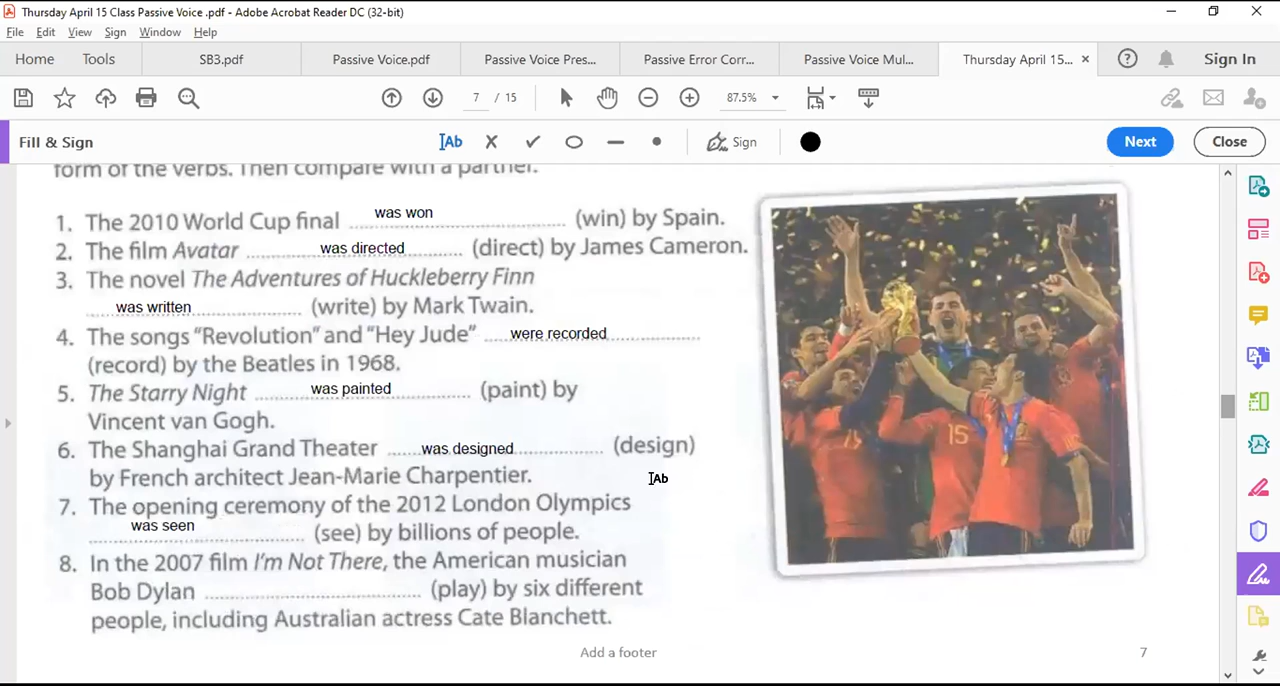 Thursday April 15 Class Passive Voice .pdf - Adobe Acrobat Reader DC (32-bit)
File Edit View Sign Window Help
Home Tools SB3.pdf Passive Voice.pdf Passive Voice Pres... Passive Error Corr... Passive Voice Mul... Thursday April 15... × ? Sign In
7 / 15 87.5%
Fill & Sign Ab Sign Next Close
form of the verbs. Then compare with a partner.
1. The 2010 World Cup final was won (win) by Spain.
2. The film Avatar was directed (direct) by James Cameron.
3. The novel The Adventures of Huckleberry Finn
was written (write) by Mark Twain.
4. The songs “Revolution” and “Hey Jude” were recorded
(record) by the Beatles in 1968.
5. The Starry Night was painted (paint) by
Vincent van Gogh.
6. The Shanghai Grand Theater was designed (design)
by French architect Jean-Marie Charpentier.
Ab
7. The opening ceremony of the 2012 London Olympics
was seen (see) by billions of people.
8. In the 2007 film I’m Not There, the American musician
Bob Dylan (play) by six different
people, including Australian actress Cate Blanchett.
15
Add a footer 7